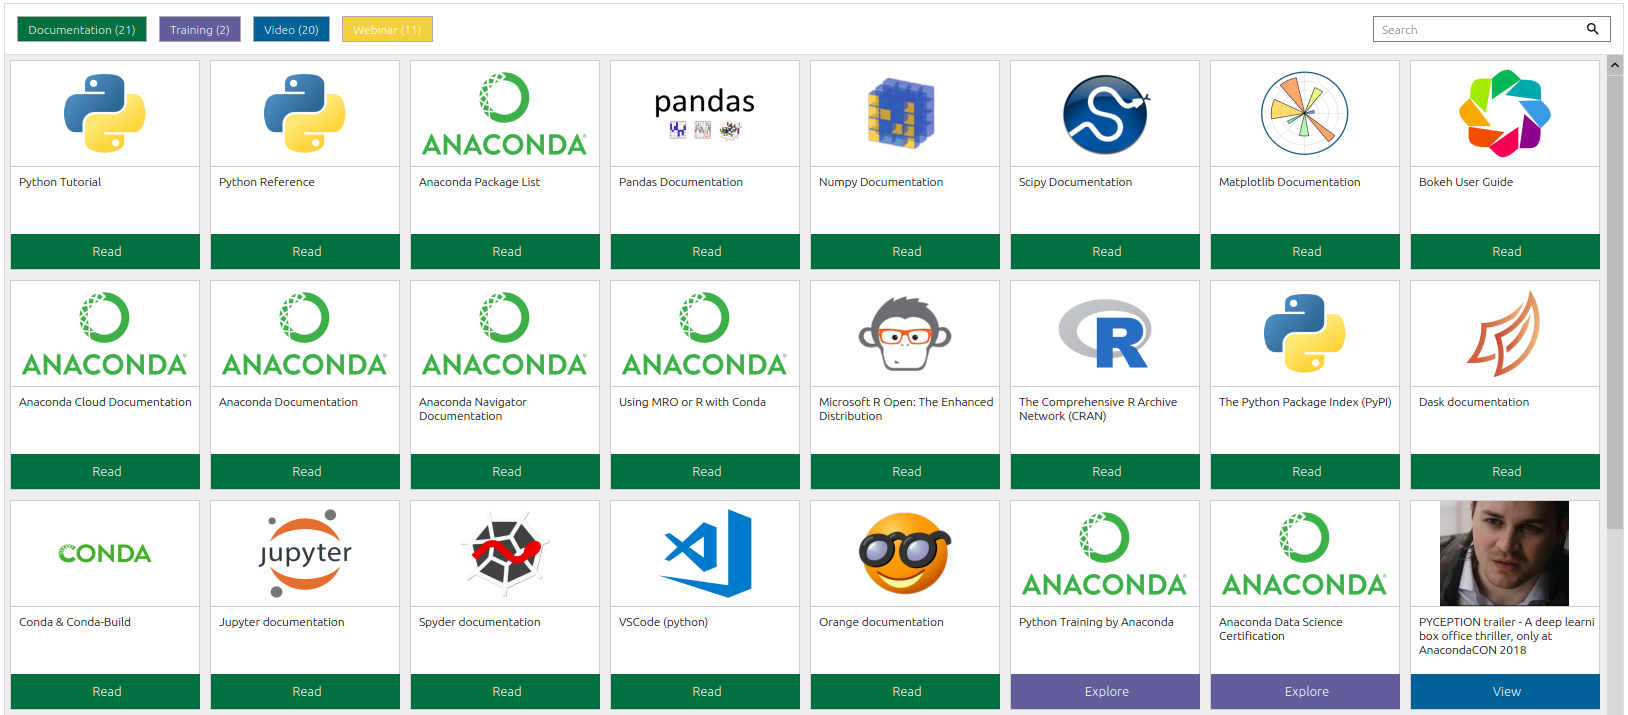 Documentation (21)
Training (2)
Video (20)
Webinar (11)
Search
pandas
ANACONDA
Python Tutorial
Python Reference
Anaconda Package List
Pandas Documentation
Numpy Documentation
Scipy Documentation
Matplotlib Documentation
Bokeh User Guide
Read
Read
Read
Read
Read
Read
Read
Read
ANACONDA
ANACONDA
ANACONDA
ANACONDA
R
Anaconda Cloud Documentation
Anaconda Documentation
Anaconda Navigator
Documentation
Using MRO or R with Conda
Microsoft R Open: The Enhanced
Distribution
The Comprehensive R Archive
Network (CRAN)
The Python Package Index (PyPI)
Dask documentation
Read
Read
Read
Read
Read
Read
Read
Read
CONDA
jupyter
ANACONDA
ANACONDA
Conda & Conda-Build
Jupyter documentation
Spyder documentation
VSCode (python)
Orange documentation
Python Training by Anaconda
Anaconda Data Science
Certification
PYCEPTION trailer - A deep learni
box office thriller, only at
AnacondaCON 2018
Read
Read
Read
Read
Read
Explore
Explore
View